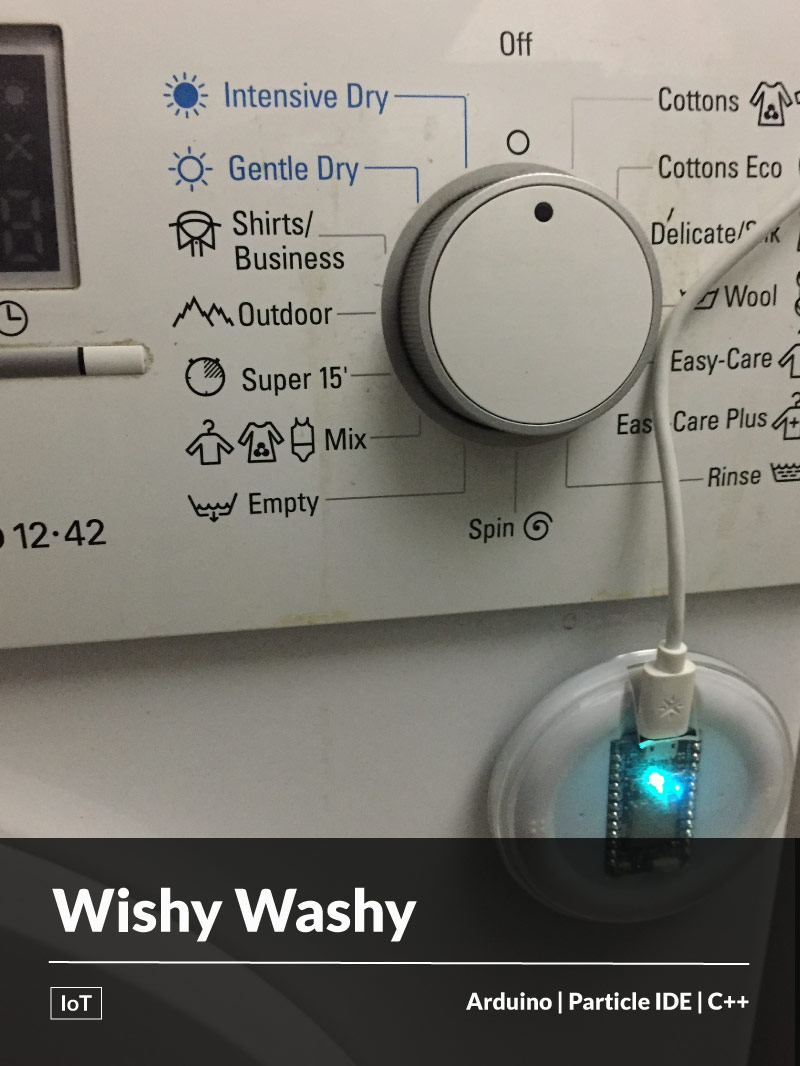 Off
Intensive Dry
Gentle Dry
Shirts/
Business
Outdoor
Super 15'
Mix
Empty
Spin
Cottons
Cottons Eco
Delicate/
Wool
Easy-Care
Care Plus
Rinse
12·42
Wishy Washy
IoT
Arduino | Particle IDE | C++